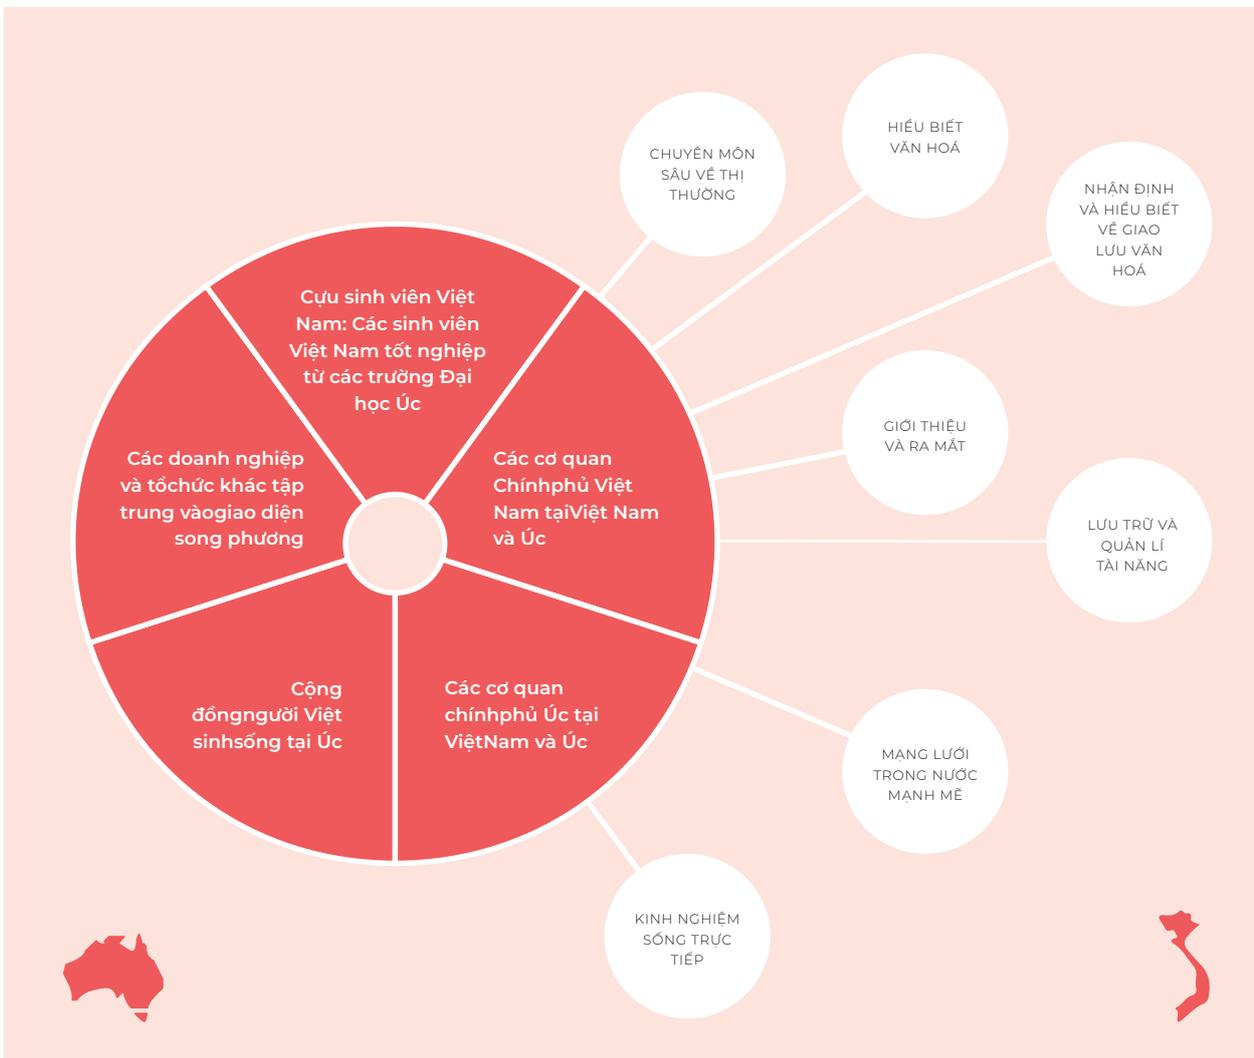 HIỂU BIẾT
VĂN HOÁ
CHUYÊN MÔN
SÂU VỀ THỊ
THƯỜNG
NHẬN ĐỊNH
VÀ HIỂU BIẾT
VỀ GIAO
LƯU VĂN
HOÁ
Cựu sinh viên Việt
Nam: Các sinh viên
Việt Nam tốt nghiệp
từ các trường Đại
học Úc
GIỚI THIỆU
VÀ RA MẮT
Các doanh nghiệp
và tổchức khác tập
trung vàogiao diện
song phương
Các cơ quan
Chínhphủ Việt
Nam tạiViệt Nam
và Úc
LƯU TRỮ VÀ
QUẢN LÍ
TÀI NĂNG
Cộng
đồngngười Việt
sinhsống tại Úc
Các cơ quan
chínhphủ Úc tại
ViệtNam và Úc
MẠNG LƯỚI
TRONG NƯỚC
MẠNH MẼ
KINH NGHIỆM
SỐNG TRỰC
TIẾP